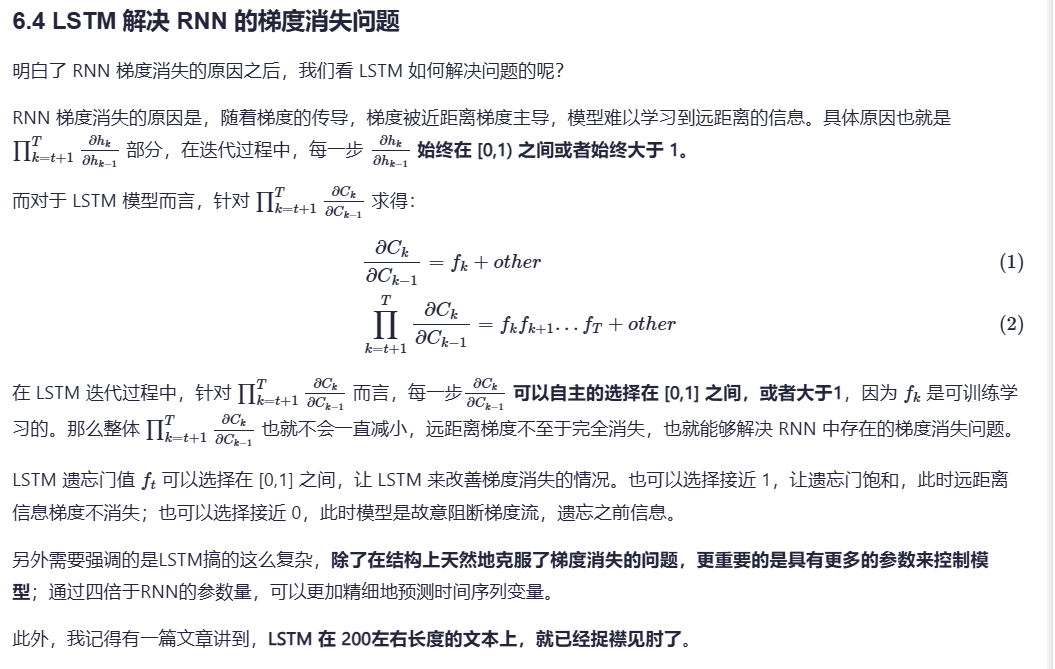 6.4 LSTM 解决 RNN 的梯度消失问题
明白了 RNN 梯度消失的原因之后，我们看 LSTM 如何解决问题的呢？
RNN 梯度消失的原因是，随着梯度的传导，梯度被近距离梯度主导，模型难以学习到远距离的信息。具体原因也就是
$\prod_{k=t+1}^{T} \frac{\partial h_k}{\partial h_{k-1}}$ 部分，在迭代过程中，每一步 $\frac{\partial h_k}{\partial h_{k-1}}$ 始终在 [0,1) 之间或者始终大于 1。
而对于 LSTM 模型而言，针对 $\prod_{k=t+1}^{T} \frac{\partial C_k}{\partial C_{k-1}}$ 求得：
$\frac{\partial C_k}{\partial C_{k-1}} = f_k + other$ (1)
$\prod_{k=t+1}^{T} \frac{\partial C_k}{\partial C_{k-1}} = f_k f_{k+1} \ldots f_T + other$ (2)
在 LSTM 迭代过程中，针对 $\prod_{k=t+1}^{T} \frac{\partial C_k}{\partial C_{k-1}}$ 而言，每一步 $\frac{\partial C_k}{\partial C_{k-1}}$ 可以自主的选择在 [0,1] 之间，或者大于1，因为 $f_k$ 是可训练学
习的。那么整体 $\prod_{k=t+1}^{T} \frac{\partial C_k}{\partial C_{k-1}}$ 也就不会一直减小，远距离梯度不至于完全消失，也就能够解决 RNN 中存在的梯度消失问题。
LSTM 遗忘门值 $f_t$ 可以选择在 [0,1] 之间，让 LSTM 来改善梯度消失的情况。也可以选择接近 1，让遗忘门饱和，此时远距离
信息梯度不消失；也可以选择接近 0，此时模型是故意阻断梯度流，遗忘之前信息。
另外需要强调的是LSTM搞的这么复杂，除了在结构上天然地克服了梯度消失的问题，更重要的是具有更多的参数来控制模
型；通过四倍于RNN的参数量，可以更加精细地预测时间序列变量。
此外，我记得有一篇文章讲到，LSTM 在 200左右长度的文本上，就已经捉襟见肘了。